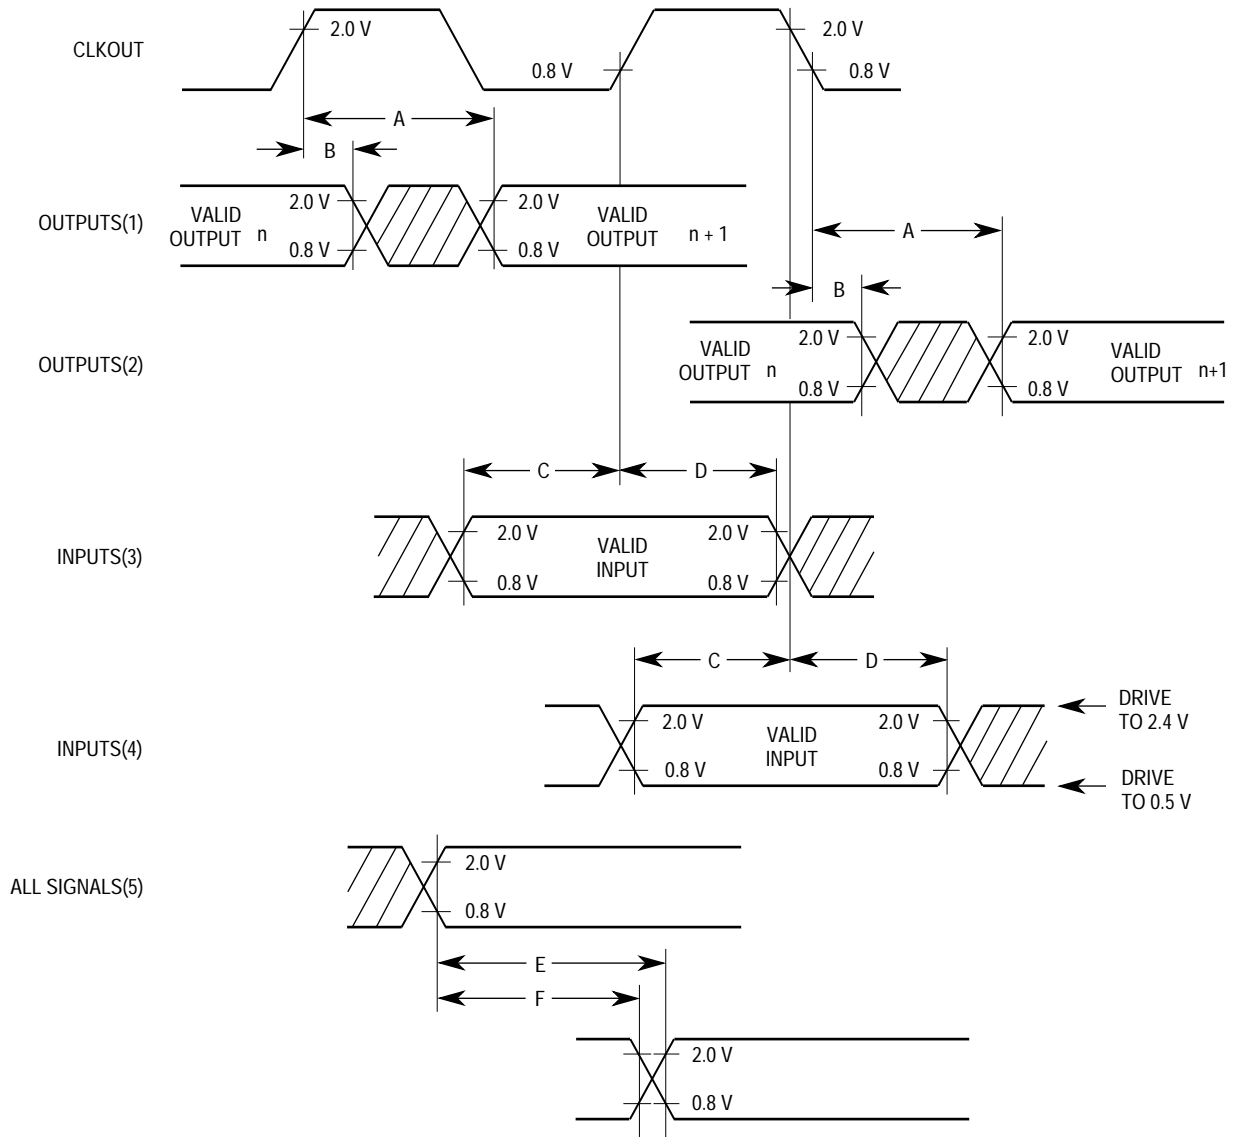 2.0 V
2.0 V
CLKOUT
0.8 V
0.8 V
A
B
2.0 V
2.0 V
VALID
OUTPUT n
VALID
OUTPUT n + 1
OUTPUTS(1)
0.8 V
0.8 V
A
B
2.0 V
2.0 V
VALID
OUTPUT n
VALID
OUTPUT n+1
OUTPUTS(2)
0.8 V
0.8 V
C
D
2.0 V
VALID
INPUT
2.0 V
INPUTS(3)
0.8 V
0.8 V
C
D
DRIVE
TO 2.4 V
2.0 V
VALID
INPUT
2.0 V
INPUTS(4)
0.8 V
0.8 V
DRIVE
TO 0.5 V
2.0 V
ALL SIGNALS(5)
0.8 V
E
F
2.0 V
0.8 V